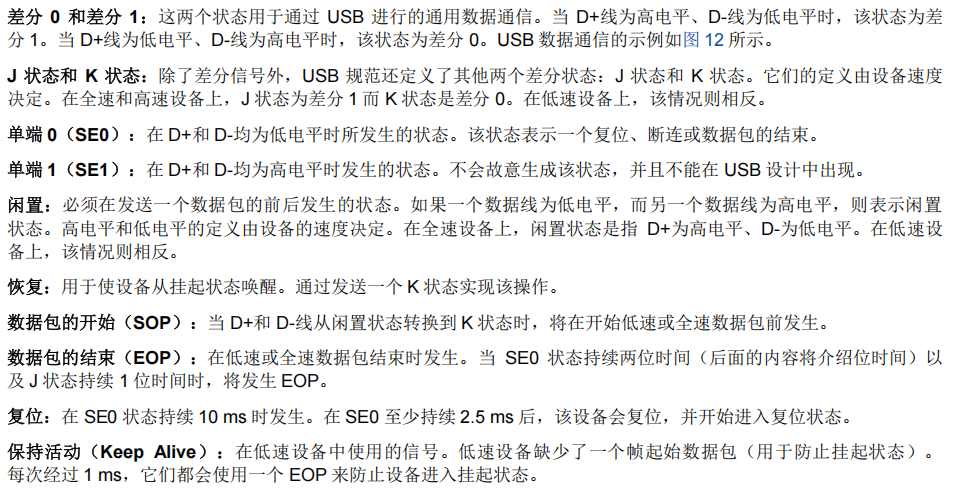 差分 0 和差分 1：这两个状态用于通过 USB 进行的通用数据通信。当 D+线为高电平、D-线为低电平时，该状态为差
分 1。当 D+线为低电平、D-线为高电平时，该状态为差分 0。USB 数据通信的示例如图 12 所示。
J 状态和 K 状态：除了差分信号外，USB 规范还定义了其他两个差分状态：J 状态和 K 状态。它们的定义由设备速度
决定。在全速和高速设备上，J 状态为差分 1 而 K 状态是差分 0。在低速设备上，该情况则相反。
单端 0（SE0）：在 D+和 D-均为低电平时所发生的状态。该状态表示一个复位、断连或数据包的结束。
单端 1（SE1）：在 D+和 D-均为高电平时发生的状态。不会故意生成该状态，并且不能在 USB 设计中出现。
闲置：必须在发送一个数据包的前后发生的状态。如果一个数据线为低电平，而另一个数据线为高电平，则表示闲置
状态。高电平和低电平的定义由设备的速度决定。在全速设备上，闲置状态是指 D+为高电平、D-为低电平。在低速设
备上，该情况则相反。
恢复：用于使设备从挂起状态唤醒。通过发送一个 K 状态实现该操作。
数据包的开始（SOP）：当 D+和 D-线从闲置状态转换到 K 状态时，将在开始低速或全速数据包前发生。
数据包的结束（EOP）：在低速或全速数据包结束时发生。当 SE0 状态持续两位时间（后面的内容将介绍位时间）以
及 J 状态持续 1 位时间时，将发生 EOP。
复位：在 SE0 状态持续 10 ms 时发生。在 SE0 至少持续 2.5 ms 后，该设备会复位，并开始进入复位状态。
保持活动（Keep Alive）：在低速设备中使用的信号。低速设备缺少了一个帧起始数据包（用于防止挂起状态）。
每次经过 1 ms，它们都会使用一个 EOP 来防止设备进入挂起状态。